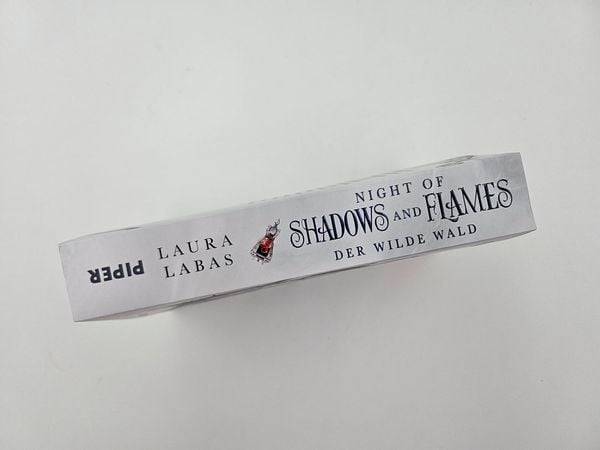 PIPER
LAURA
LABAS
NIGHT OF
SHADOWS AND FLAMES
DER WILDE WALD